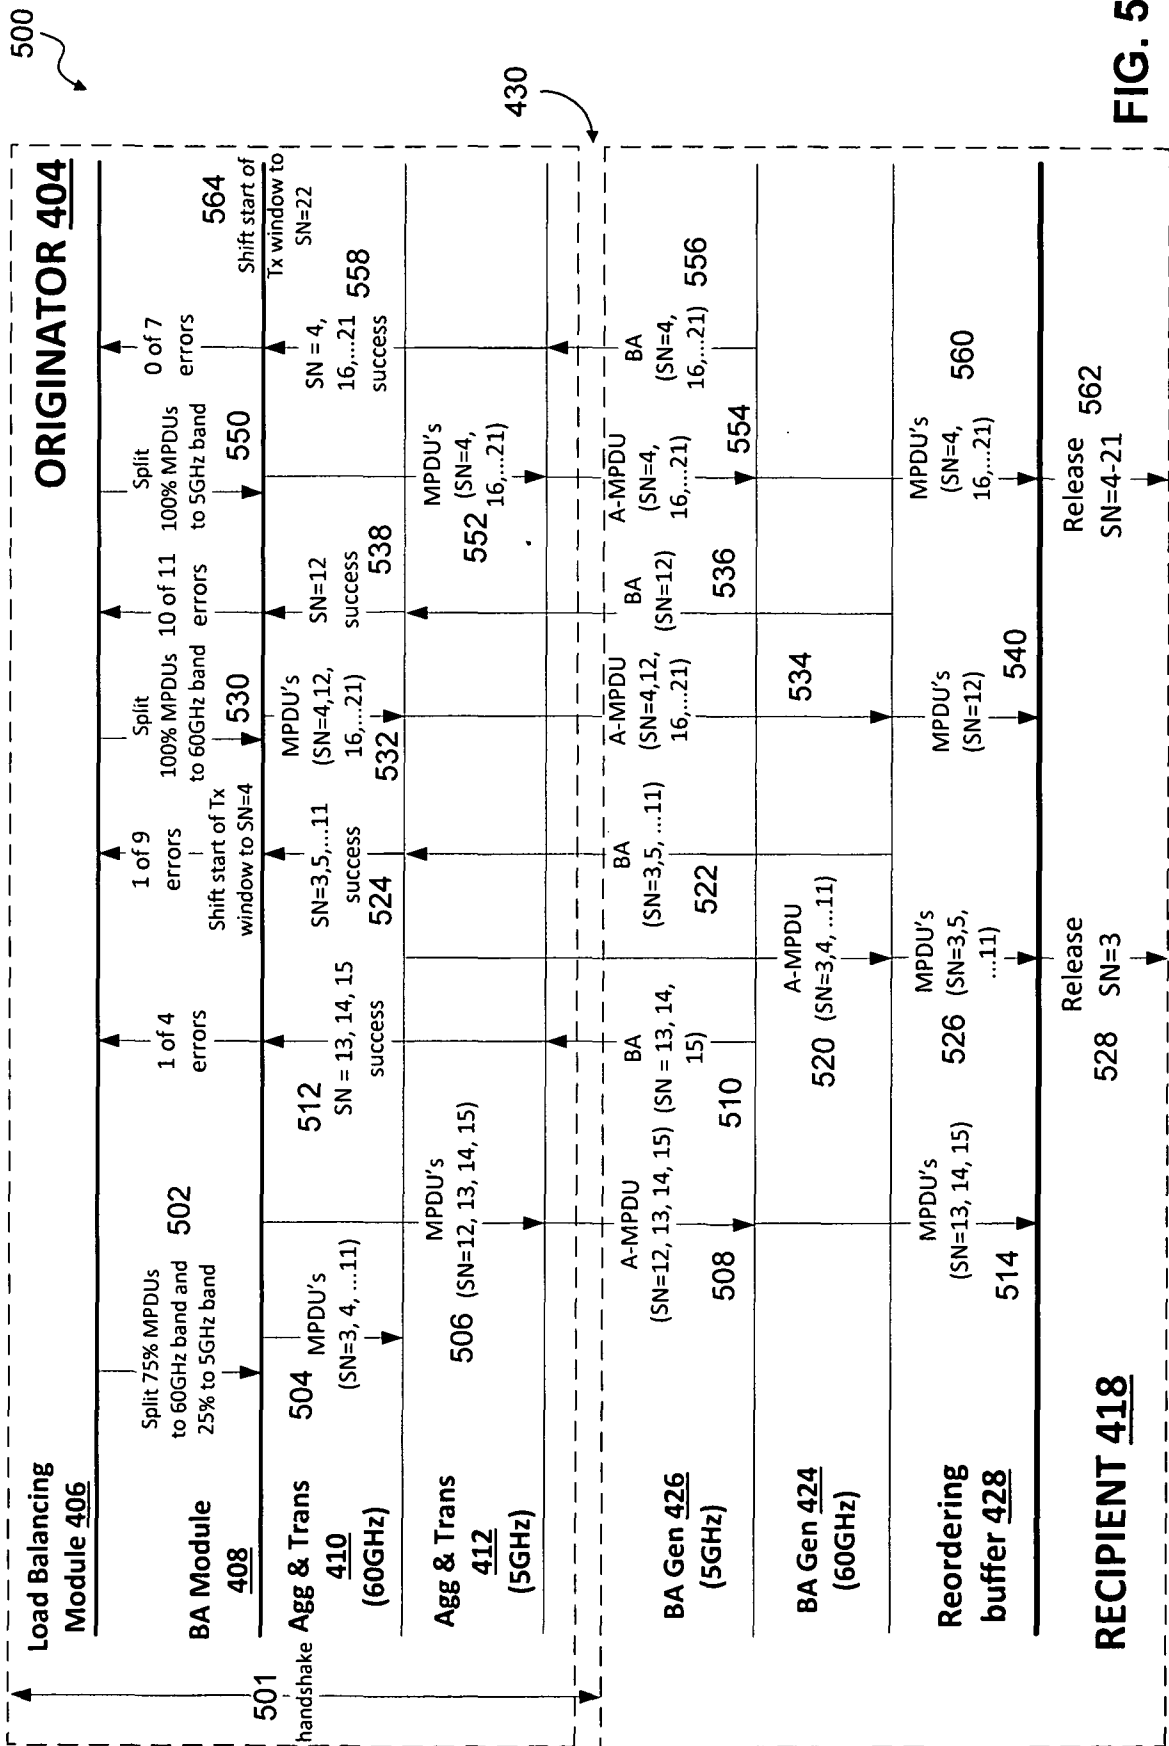 500
ORIGINATOR 404
Load Balancing
Module 406
BA Module
408
Agg & Trans
410
(60GHz)
Agg & Trans
412
(5GHz)
501
handshake
Split 75% MPDUs
to 60GHz band and
25% to 5GHz band
502
504
MPDU's
(SN=3, 4, ...11)
MPDU's
506 (SN=12, 13, 14, 15)
1 of 4
errors
512
SN = 13, 14, 15
success
1 of 9
errors
Shift start of Tx
window to SN=4
SN=3,5,...11
success
524
Split
100% MPDUs
to 60GHz band
530
MPDU's
(SN=4,12,
16,...21)
532
10 of 11
errors
SN=12
success
538
Split
100% MPDUs
to 5GHz band
550
MPDU's
(SN=4,
16,...21)
552
0 of 7
errors
SN = 4,
16,...21
success
558
564
Shift start of
Tx window to
SN=22
430
BA Gen 426
(5GHz)
BA Gen 424
(60GHz)
Reordering
buffer 428
RECIPIENT 418
A-MPDU
(SN=12, 13, 14, 15)
508
BA
(SN = 13, 14,
15)
510
MPDU's
(SN=13, 14, 15)
514
A-MPDU
520 (SN=3,4, ...11)
BA
(SN=3,5, ...11)
522
MPDU's
526 (SN=3,5,
...11)
Release
528 SN=3
A-MPDU
(SN=4,12,
16,...21)
534
BA
(SN=12)
536
MPDU's
(SN=12)
540
A-MPDU
(SN=4,
16,...21)
554
BA
(SN=4,
16,...21)
556
MPDU's
(SN=4,
16,...21)
560
Release
SN=4-21
562
FIG. 5